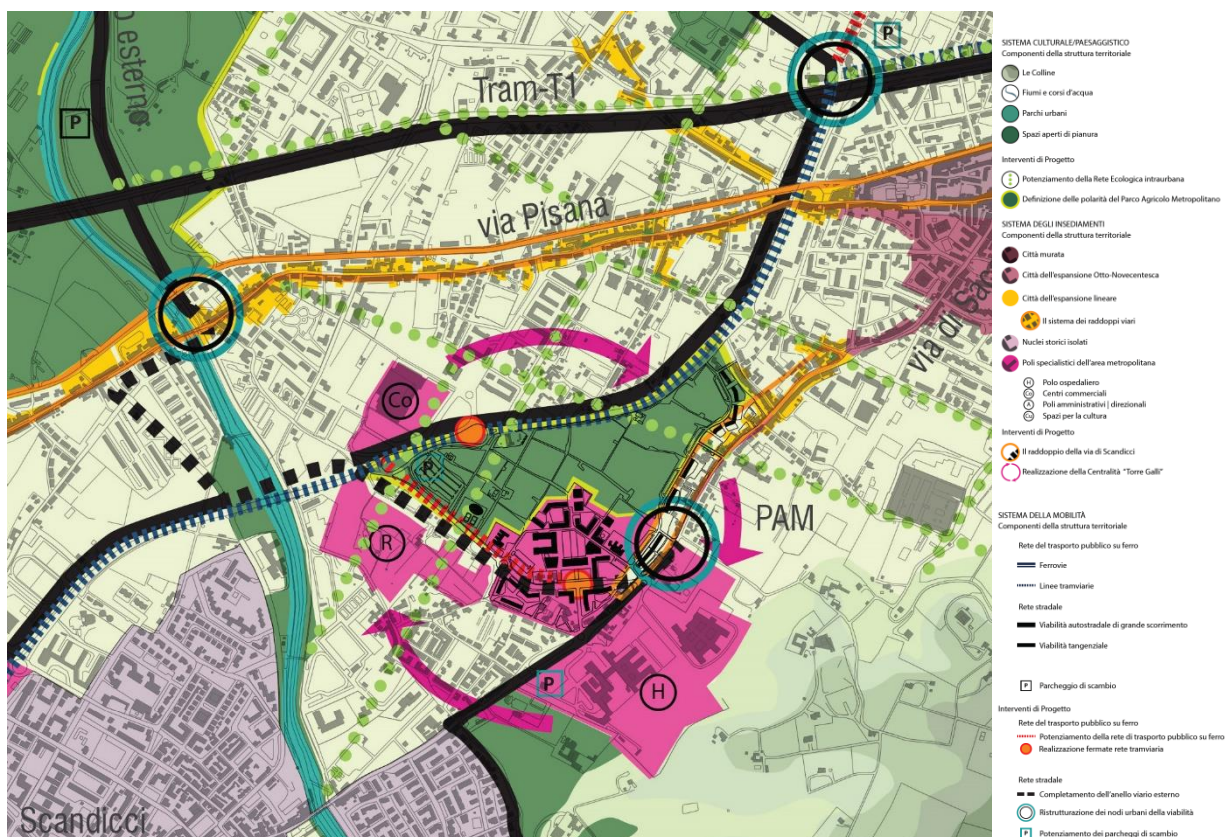 o esterno
P
Tram-T1
P
via Pisana
via di Sac
Co
P
R
PAM
H
P
Scandicci
SISTEMA CULTURALE/PAESAGGISTICO
Componenti della struttura territoriale
Le Colline
Fiumi e corsi d'acqua
Parchi urbani
Spazi aperti di pianura
Interventi di Progetto
Potenziamento della Rete Ecologica intraurbana
Definizione delle polarità del Parco Agricolo Metropolitano
SISTEMA DEGLI INSEDIAMENTI
Componenti della struttura territoriale
Città murata
Città dell'espansione Otto-Novecentesca
Città dell'espansione lineare
Il sistema dei raddoppi viari
Nuclei storici isolati
Poli specialistici dell'area metropolitana
H Polo ospedaliero
Co Centri commerciali
A Poli amministrativi | direzionali
Cu Spazi per la cultura
Interventi di Progetto
Il raddoppio della via di Scandicci
Realizzazione della Centralità "Torre Galli"
SISTEMA DELLA MOBILITÀ
Componenti della struttura territoriale
Rete del trasporto pubblico su ferro
Ferrovie
Linee tramviarie
Rete stradale
Viabilità autostradale di grande scorrimento
Viabilità tangenziale
P Parcheggio di scambio
Interventi di Progetto
Rete del trasporto pubblico su ferro
Potenziamento della rete di trasporto pubblico su ferro
Realizzazione fermate rete tramviaria
Rete stradale
Completamento dell'anello viario esterno
Ristrutturazione dei nodi urbani della viabilità
P Potenziamento dei parcheggi di scambio